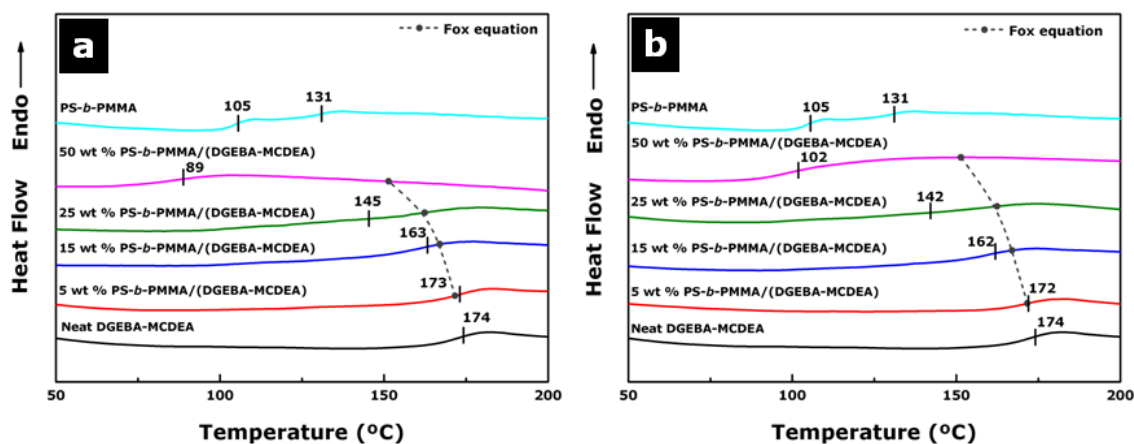 a
Fox equation
Heat Flow Endo
PS-b-PMMA
105
131
50 wt % PS-b-PMMA/(DGEBA-MCDEA)
89
25 wt % PS-b-PMMA/(DGEBA-MCDEA)
145
15 wt % PS-b-PMMA/(DGEBA-MCDEA)
163
5 wt % PS-b-PMMA/(DGEBA-MCDEA)
173
Neat DGEBA-MCDEA
174
50 100 150 200
Temperature (ºC)
b
Fox equation
Heat Flow Endo
PS-b-PMMA
105
131
50 wt % PS-b-PMMA/(DGEBA-MCDEA)
102
25 wt % PS-b-PMMA/(DGEBA-MCDEA)
142
15 wt % PS-b-PMMA/(DGEBA-MCDEA)
162
5 wt % PS-b-PMMA/(DGEBA-MCDEA)
172
Neat DGEBA-MCDEA
174
50 100 150 200
Temperature (ºC)